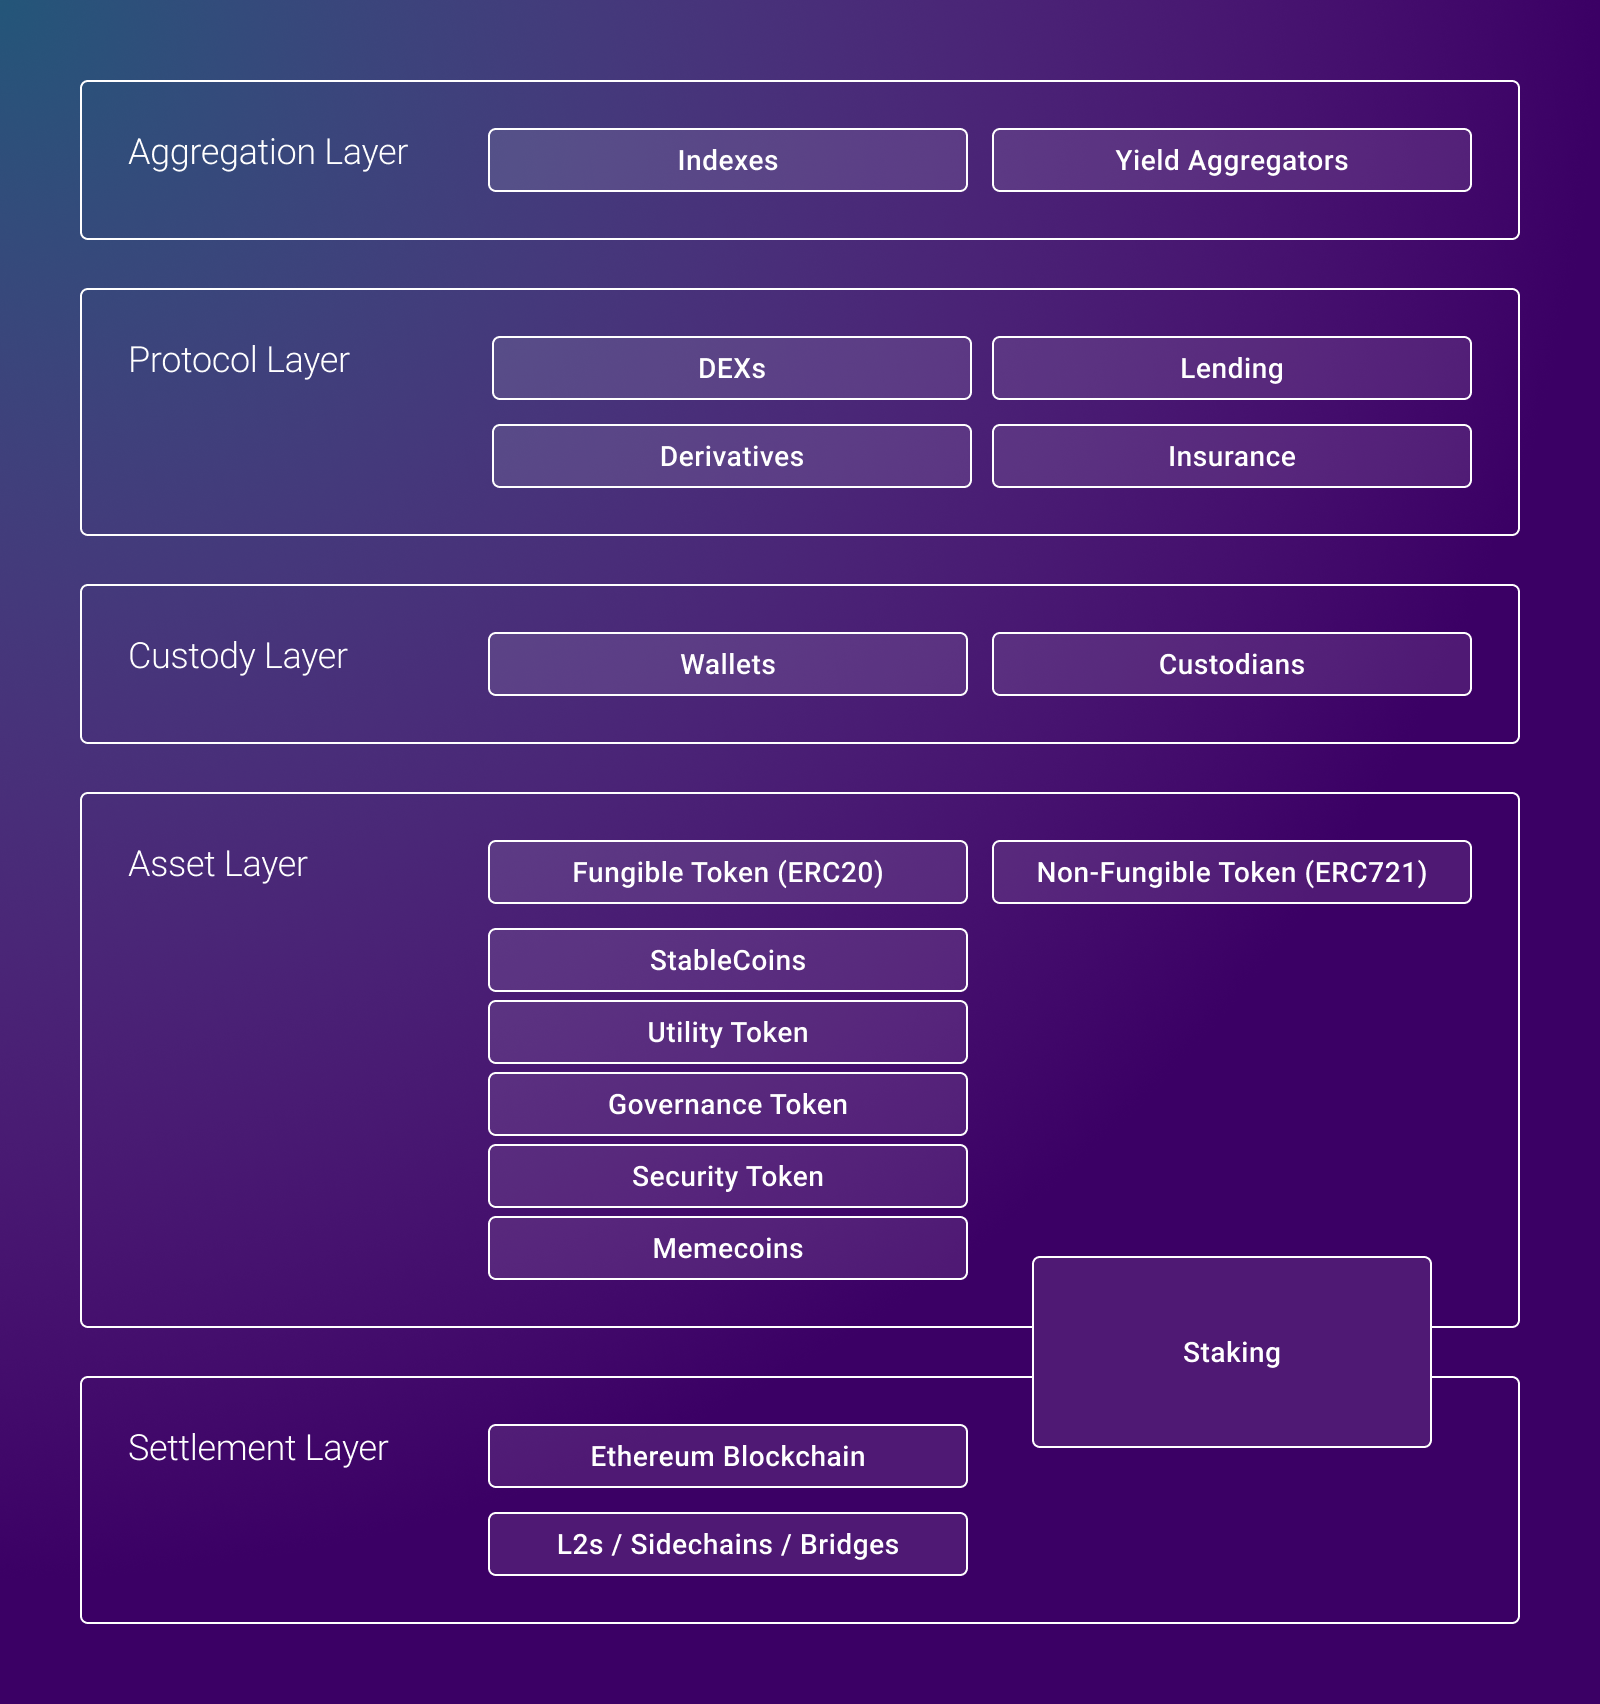 Aggregation Layer
Indexes
Yield Aggregators
Protocol Layer
DEXs
Lending
Derivatives
Insurance
Custody Layer
Wallets
Custodians
Asset Layer
Fungible Token (ERC20)
Non-Fungible Token (ERC721)
StableCoins
Utility Token
Governance Token
Security Token
Memecoins
Staking
Settlement Layer
Ethereum Blockchain
L2s / Sidechains / Bridges